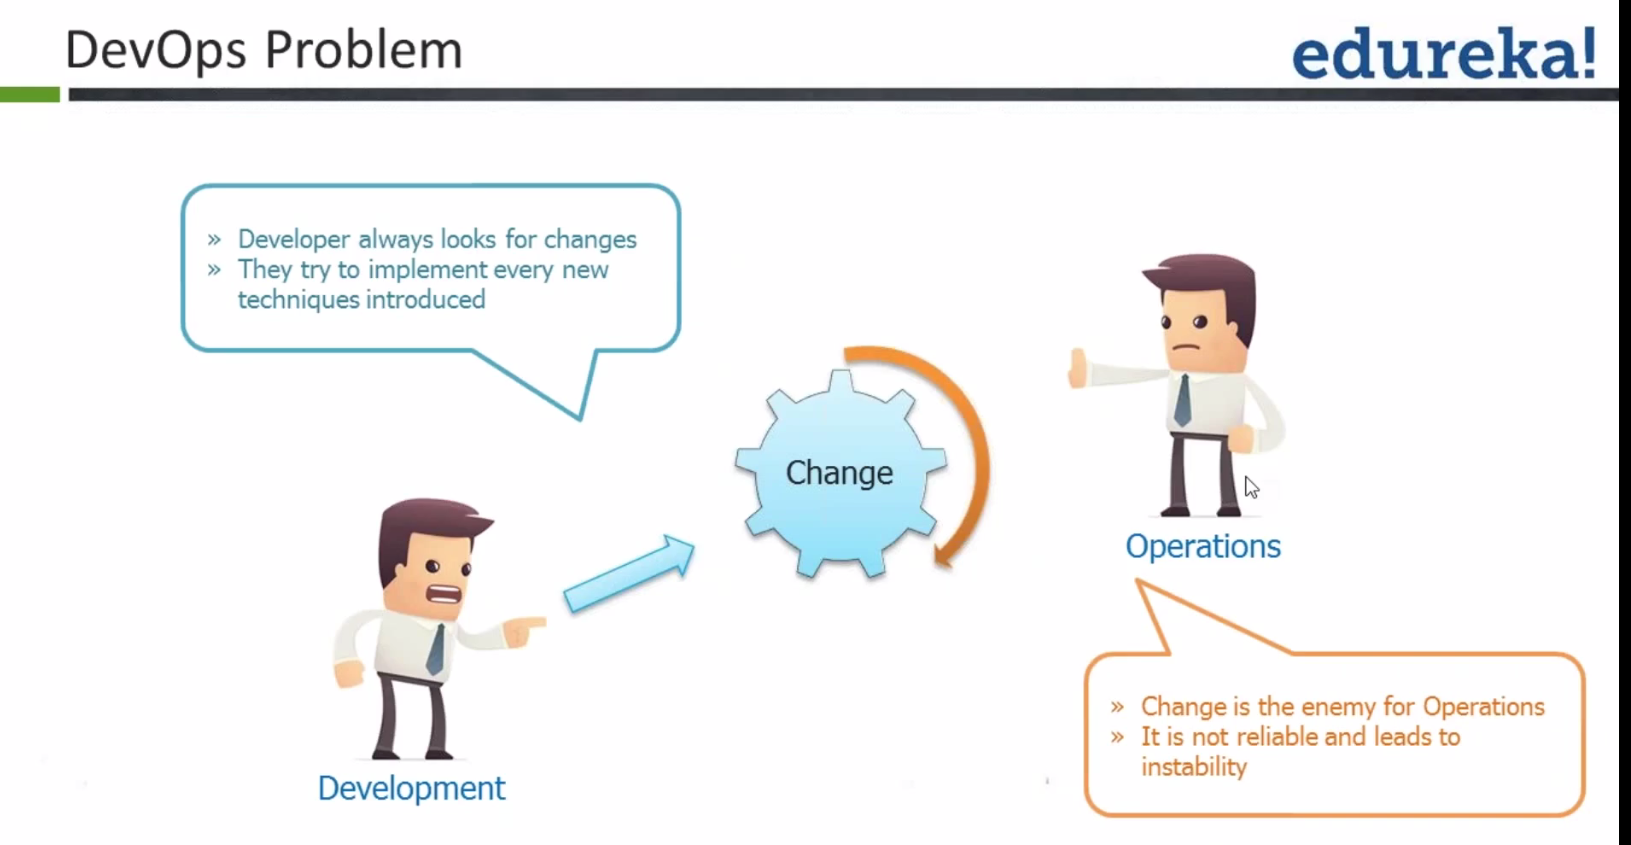 DevOps Problem
edureka!
» Developer always looks for changes
» They try to implement every new
techniques introduced
Change
Operations
Development
» Change is the enemy for Operations
» It is not reliable and leads to
instability